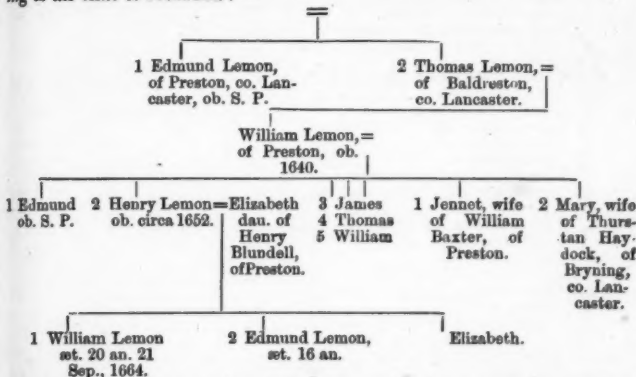 1 Edmund Lemon,
of Preston, co. Lan-
caster, ob. S. P.
2 Thomas Lemon,=
of Baldreston,
co. Lancaster.
William Lemon,=
of Preston, ob.
1640.
1 Edmund
ob. S. P.
2 Henry Lemon=
ob. circa 1652.
Elizabeth
dau. of
Henry
Blundell,
of Preston.
3 James
4 Thomas
5 William
1 Jennet, wife
of William
Baxter, of
Preston.
2 Mary, wife
of Thurs-
tan Hay-
dock, of
Bryning,
co. Lan-
caster.
1 William Lemon
æt. 20 an. 21
Sep., 1664.
2 Edmund Lemon,
æt. 16 an.
Elizabeth.